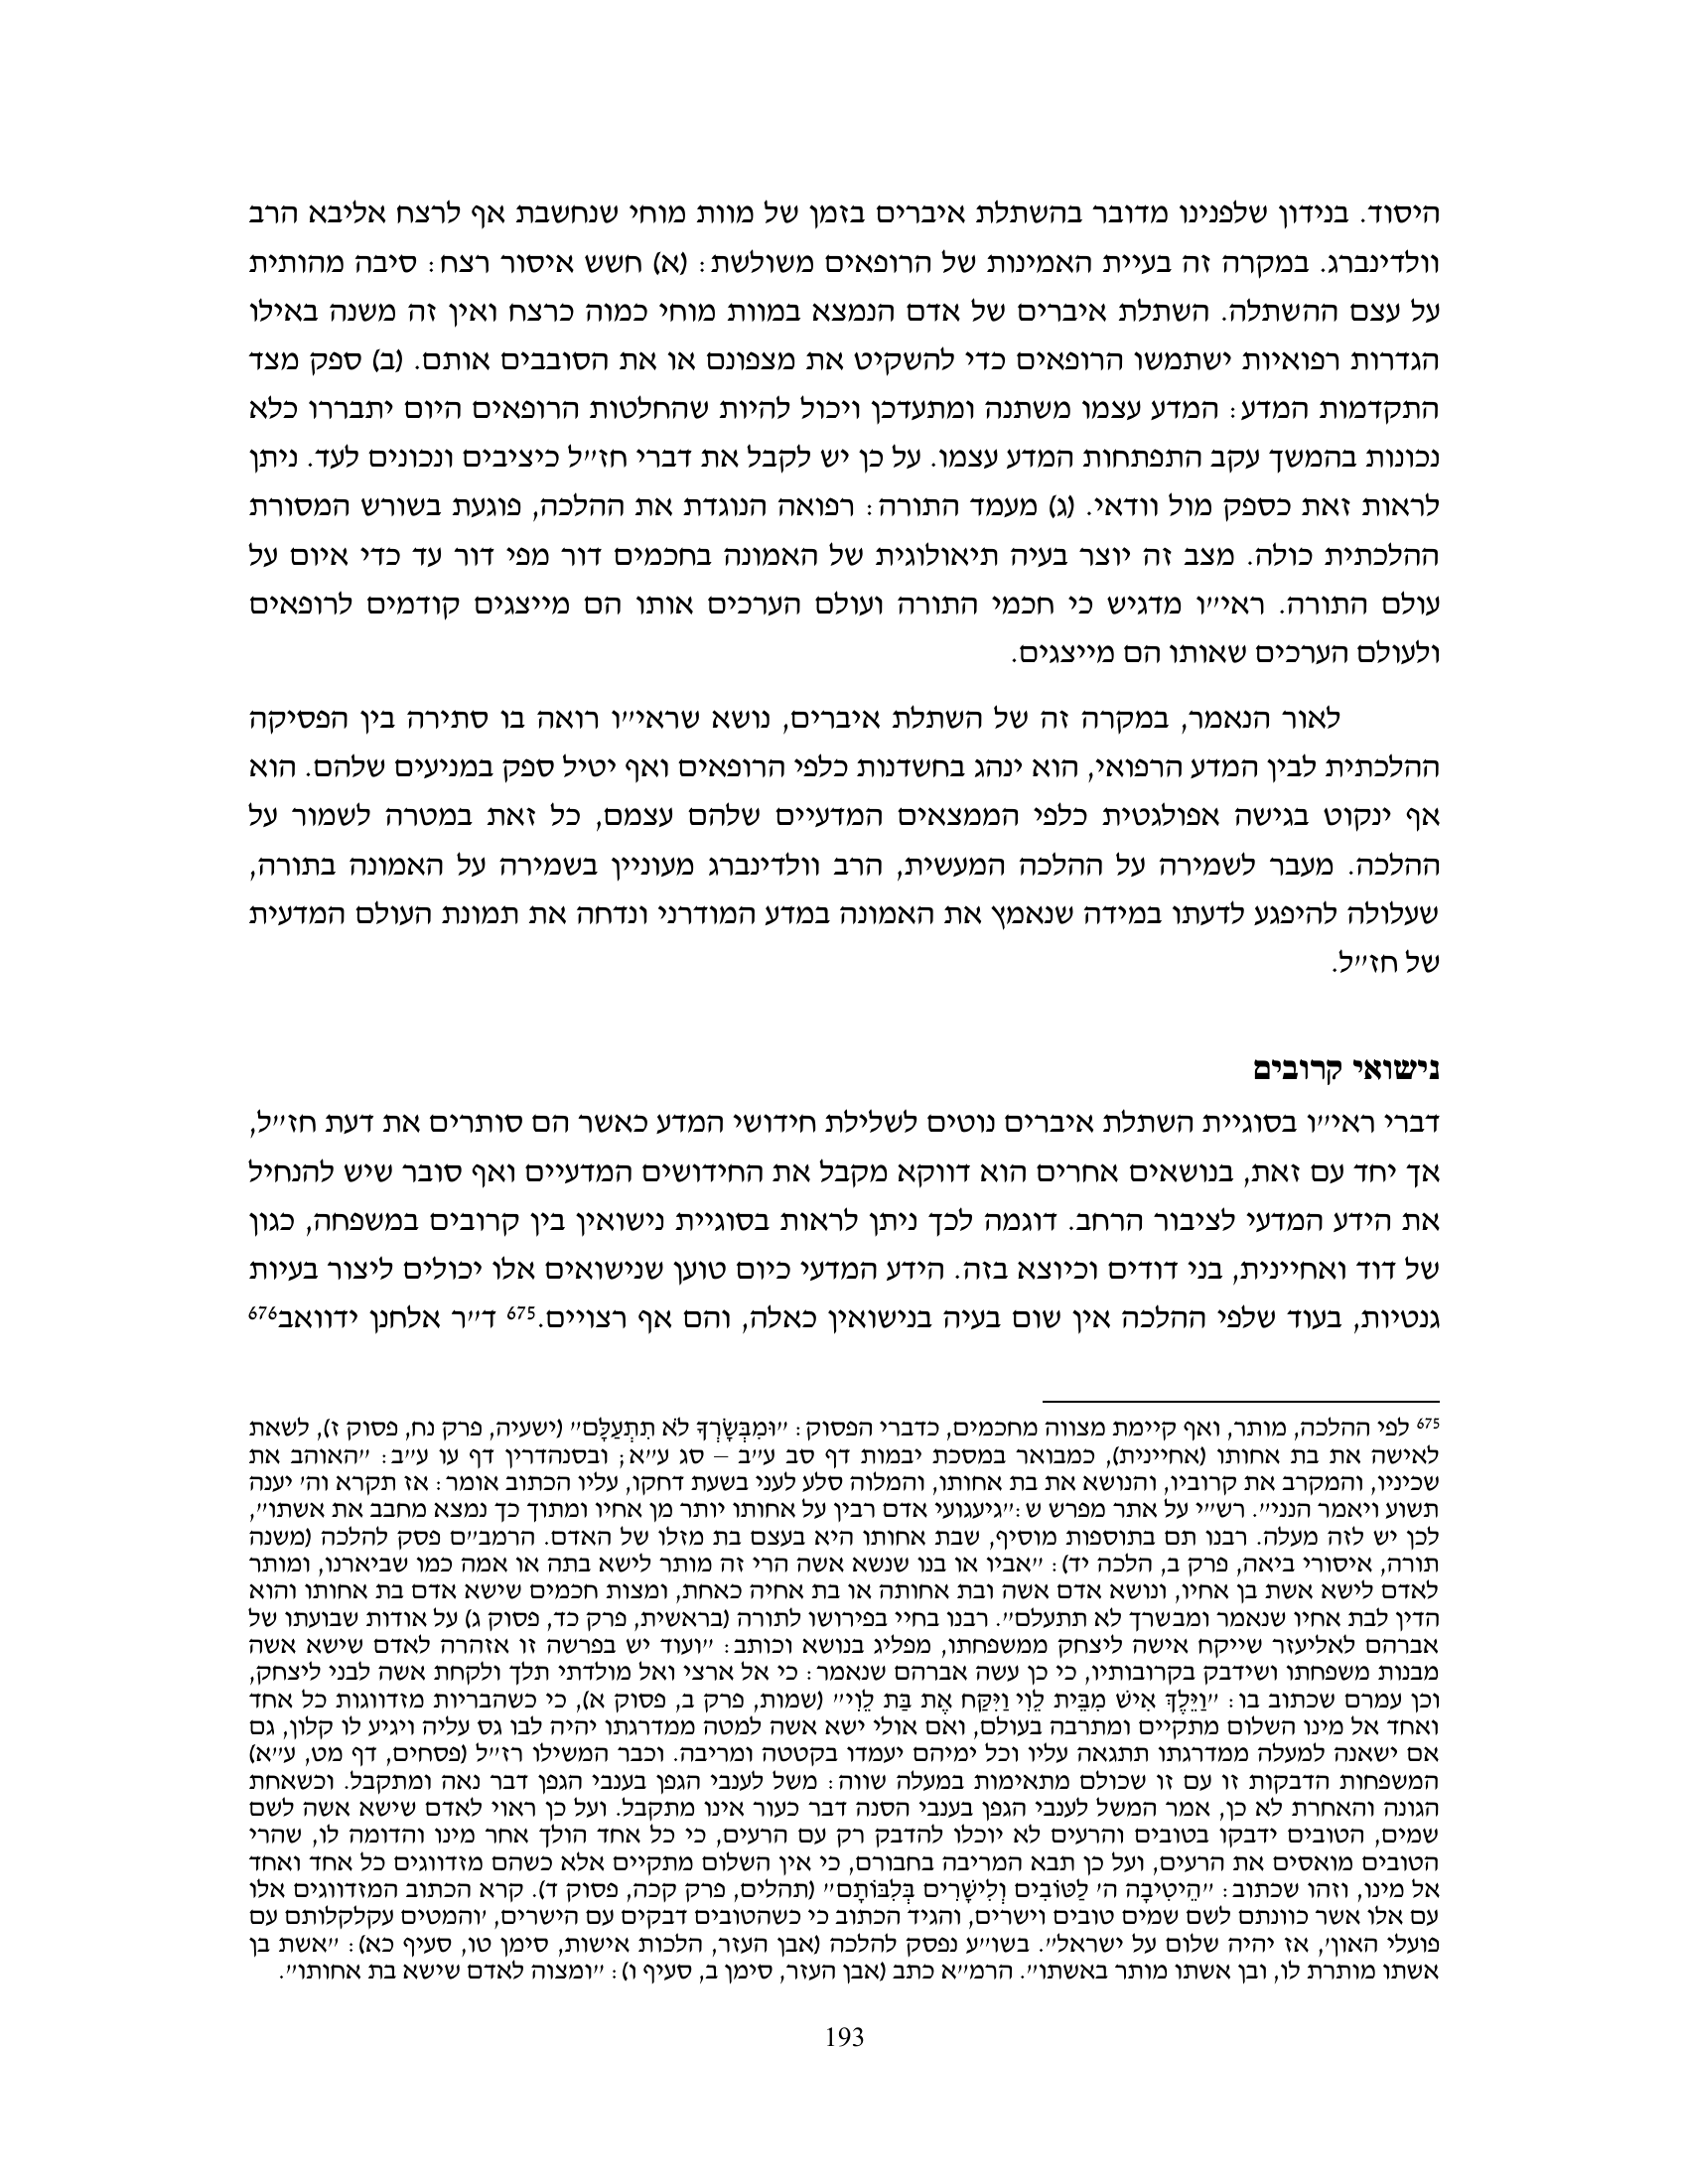 היסוד. בנידון שלפנינו מדובר בהשתלת איברים בזמן של מוות מוחי שנחשבת אף לרצח אליבא הרב
וולדינברג. במקרה זה בעיית האמינות של הרופאים משולשת: (א) חשש איסור רצח: סיבה מהותית
על עצם ההשתלה. השתלת איברים של אדם הנמצא במוות מוחי כמוה כרצח ואין זה משנה באילו
הגדרות רפואיות ישתמשו הרופאים כדי להשקיט את מצפונם או את הסובבים אותם. (ב) ספק מצד
התקדמות המדע: המדע עצמו משתנה ומתעדכן ויכול להיות שהחלטות הרופאים היום יתבררו כלא
נכונות בהמשך עקב התפתחות המדע עצמו. על כן יש לקבל את דברי חז״ל כיציבים ונכונים לעד. ניתן
לראות זאת כספק מול וודאי. (ג) מעמד התורה: רפואה הנוגדת את ההלכה, פוגעת בשורש המסורת
ההלכתית כולה. מצב זה יוצר בעיה תיאולוגית של האמונה בחכמים דור מפי דור עד כדי איום על
עולם התורה. ראי״ו מדגיש כי חכמי התורה ועולם הערכים אותו הם מייצגים קודמים לרופאים
ולעולם הערכים שאותו הם מייצגים.
לאור הנאמר, במקרה זה של השתלת איברים, נושא שראי״ו רואה בו סתירה בין הפסיקה
ההלכתית לבין המדע הרפואי, הוא ינהג בחשדנות כלפי הרופאים ואף יטיל ספק במניעים שלהם. הוא
אף ינקוט בגישה אפולגטית כלפי הממצאים המדעיים שלהם עצמם, כל זאת במטרה לשמור על
ההלכה. מעבר לשמירה על ההלכה המעשית, הרב וולדינברג מעוניין בשמירה על האמונה בתורה,
שעלולה להיפגע לדעתו במידה שנאמץ את האמונה במדע המודרני ונדחה את תמונת העולם המדעית
של חז״ל.
נישואי קרובים
דברי ראי״ו בסוגיית השתלת איברים נוטים לשלילת חידושי המדע כאשר הם סותרים את דעת חז״ל,
אך יחד עם זאת, בנושאים אחרים הוא דווקא מקבל את החידושים המדעיים ואף סובר שיש להנחיל
את הידע המדעי לציבור הרחב. דוגמה לכך ניתן לראות בסוגיית נישואין בין קרובים במשפחה, כגון
של דוד ואחיינית, בני דודים וכיוצא בזה. הידע המדעי כיום טוען שנישואים אלו יכולים ליצור בעיות
גנטיות, בעוד שלפי ההלכה אין שום בעיה בנישואין כאלה, והם אף רצויים.675 ד״ר אלחנן ידוואב676
675 לפי ההלכה, מותר, ואף קיימת מצווה מחכמים, כדברי הפסוק: ״וּמִבְּשָׂרְךָ לֹא תִתְעַלָּם״ (ישעיה, פרק נח, פסוק ז), לשאת
לאישה את בת אחותו (אחיינית), כמבואר במסכת יבמות דף סב ע״ב – סג ע״א; ובסנהדרין דף עו ע״ב: ״האוהב את
שכיניו, והמקרב את קרוביו, והנושא את בת אחותו, והמלוה סלע לעני בשעת דחקו, עליו הכתוב אומר: אז תקרא וה׳ יענה
תשוע ויאמר הנני״. רש״י על אתר מפרש ש:״גיעגועי אדם רבין על אחותו יותר מן אחיו ומתוך כך נמצא מחבב את אשתו״,
לכן יש לזה מעלה. רבנו תם בתוספות מוסיף, שבת אחותו היא בעצם בת מזלו של האדם. הרמב״ם פסק להלכה (משנה
תורה, איסורי ביאה, פרק ב, הלכה יד): ״אביו או בנו שנשא אשה הרי זה מותר לישא בתה או אמה כמו שביארנו, ומותר
לאדם לישא אשת בן אחיו, ונושא אדם אשה ובת אחותה או בת אחיה כאחת, ומצות חכמים שישא אדם בת אחותו והוא
הדין לבת אחיו שנאמר ומבשרך לא תתעלם״. רבנו בחיי בפירושו לתורה (בראשית, פרק כד, פסוק ג) על אודות שבועתו של
אברהם לאליעזר שייקח אישה ליצחק ממשפחתו, מפליג בנושא וכותב: ״ועוד יש בפרשה זו אזהרה לאדם שישא אשה
מבנות משפחתו ושידבק בקרובותיו, כי כן עשה אברהם שנאמר: כי אל ארצי ואל מולדתי תלך ולקחת אשה לבני ליצחק,
וכן עמרם שכתוב בו: ״וַיֵּלֶךְ אִישׁ מִבֵּית לֵוִי וַיִּקַּח אֶת בַּת לֵוִי״ (שמות, פרק ב, פסוק א), כי כשהבריות מזדווגות כל אחד
ואחד אל מינו השלום מתקיים ומתרבה בעולם, ואם אולי ישא אשה למטה ממדרגתו יהיה לבו גס עליה ויגיע לו קלון, גם
אם ישאנה למעלה ממדרגתו תתגאה עליו וכל ימיהם יעמדו בקטטה ומריבה. וכבר המשילו רז״ל (פסחים, דף מט, ע״א)
המשפחות הדבקות זו עם זו שכולם מתאימות במעלה שווה: משל לענבי הגפן בענבי הגפן דבר נאה ומתקבל. וכשאחת
הגונה והאחרת לא כן, אמר המשל לענבי הגפן בענבי הסנה דבר כעור אינו מתקבל. ועל כן ראוי לאדם שישא אשה לשם
שמים, הטובים ידבקו בטובים והרעים לא יוכלו להדבק רק עם הרעים, כי כל אחד הולך אחר מינו והדומה לו, שהרי
הטובים מואסים את הרעים, ועל כן תבא המריבה בחבורם, כי אין השלום מתקיים אלא כשהם מזדווגים כל אחד ואחד
אל מינו, וזהו שכתוב: ״הֵיטִיבָה ה׳ לַטּוֹבִים וְלִישָׁרִים בְּלִבּוֹתָם״ (תהלים, פרק קכה, פסוק ד). קרא הכתוב המזדווגים אלו
עם אלו אשר כוונתם לשם שמים טובים וישרים, והגיד הכתוב כי כשהטובים דבקים עם הישרים, ׳והמטים עקלקלותם עם
פועלי האון׳, אז יהיה שלום על ישראל״. בשו״ע נפסק להלכה (אבן העזר, הלכות אישות, סימן טו, סעיף כא): ״אשת בן
אשתו מותרת לו, ובן אשתו מותר באשתו״. הרמ״א כתב (אבן העזר, סימן ב, סעיף ו): ״ומצוה לאדם שישא בת אחותו״.
193